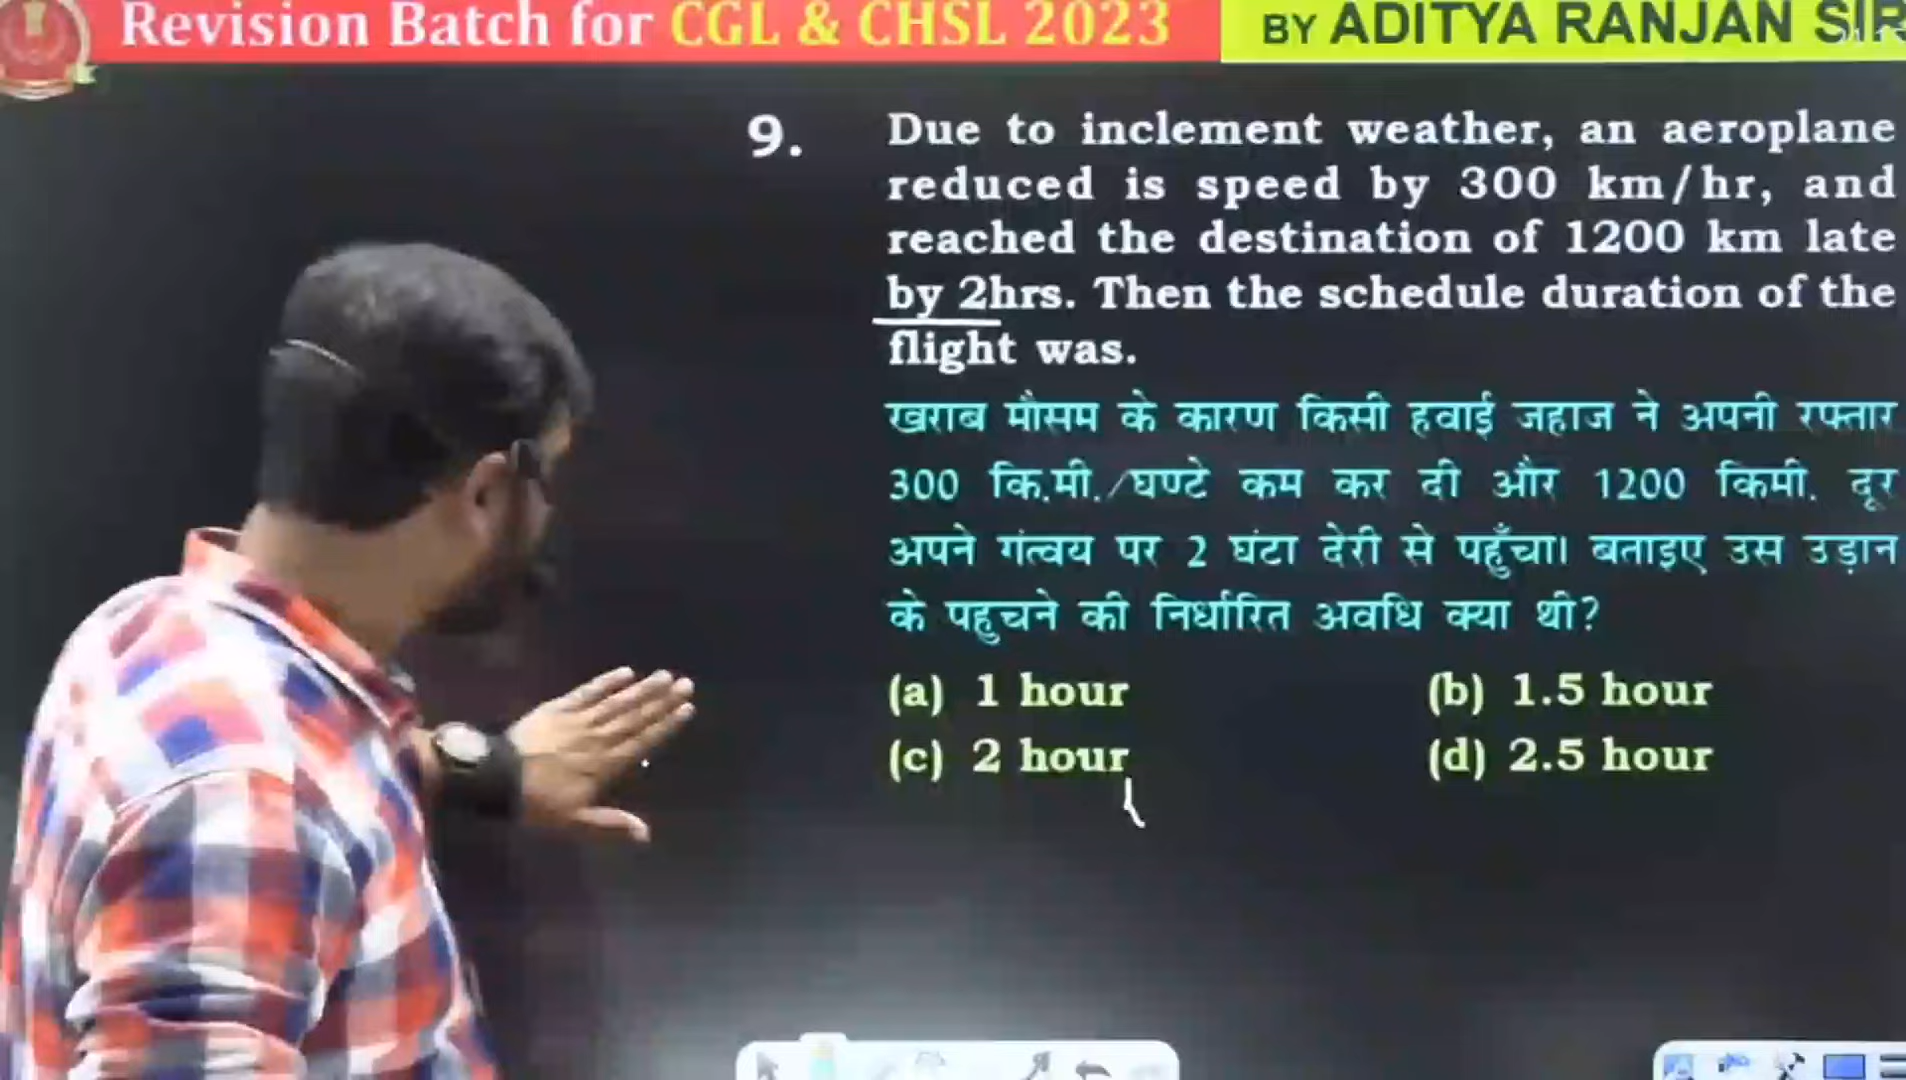 Revision Batch for CGL & CHSL 2023
BY ADITYA RANJAN SIR
9. Due to inclement weather, an aeroplane
reduced is speed by 300 km/hr, and
reached the destination of 1200 km late
by 2hrs. Then the schedule duration of the
flight was.
खराब मौसम के कारण किसी हवाई जहाज ने अपनी रफ्तार
300 कि.मी./घण्टे कम कर दी और 1200 किमी. दूर
अपने गंत्वय पर 2 घंटा देरी से पहुँचा। बताइए उस उड़ान
के पहुचने की निर्धारित अवधि क्या थी?
(a) 1 hour (b) 1.5 hour
(c) 2 hour (d) 2.5 hour